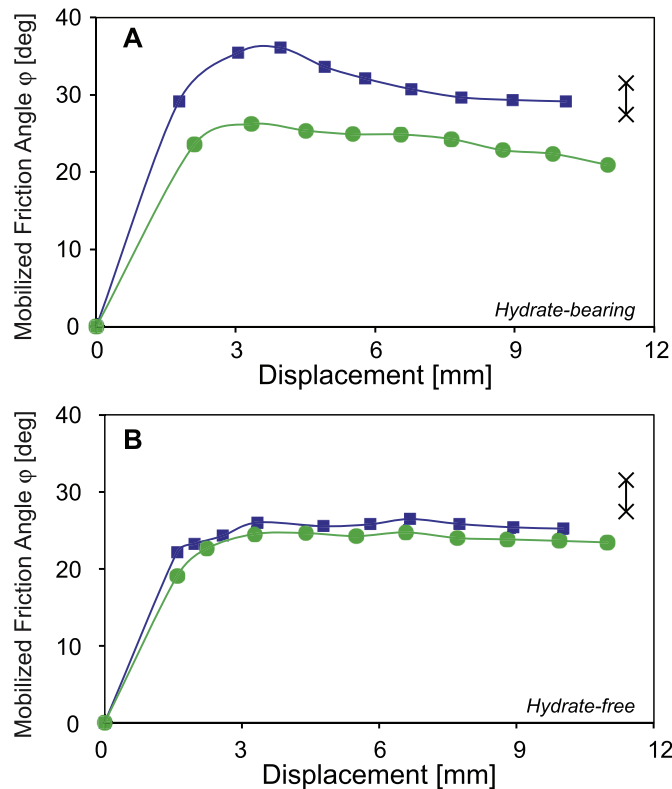 Mobilized Friction Angle φ [deg]
40
30
20
10
0
A
Hydrate-bearing
0 3 6 9 12
Displacement [mm]
Mobilized Friction Angle φ [deg]
40
30
20
10
0
B
Hydrate-free
0 3 6 9 12
Displacement [mm]